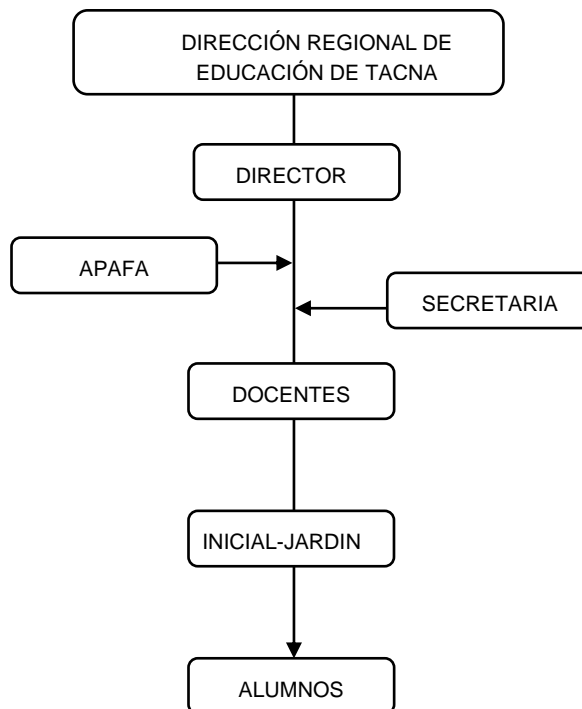 DIRECCIÓN REGIONAL DE
EDUCACIÓN DE TACNA
DIRECTOR
APAFA
SECRETARIA
DOCENTES
INICIAL-JARDIN
ALUMNOS